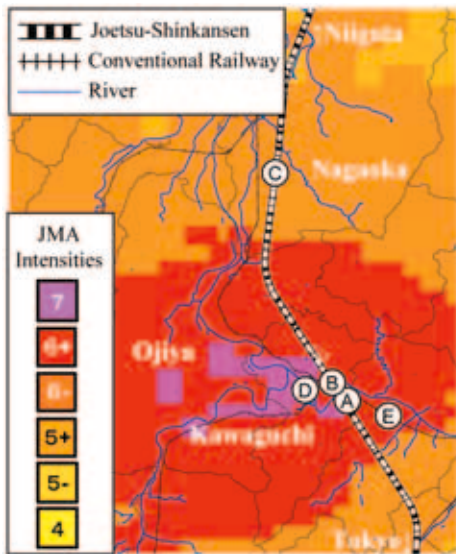 Joetsu-Shinkansen
Conventional Railway
River
Niigata
C
Nagaoka
JMA
Intensities
7
6+
6-
5+
5-
4
Ojiya
B
D
A
E
Kawaguchi
Tokyo